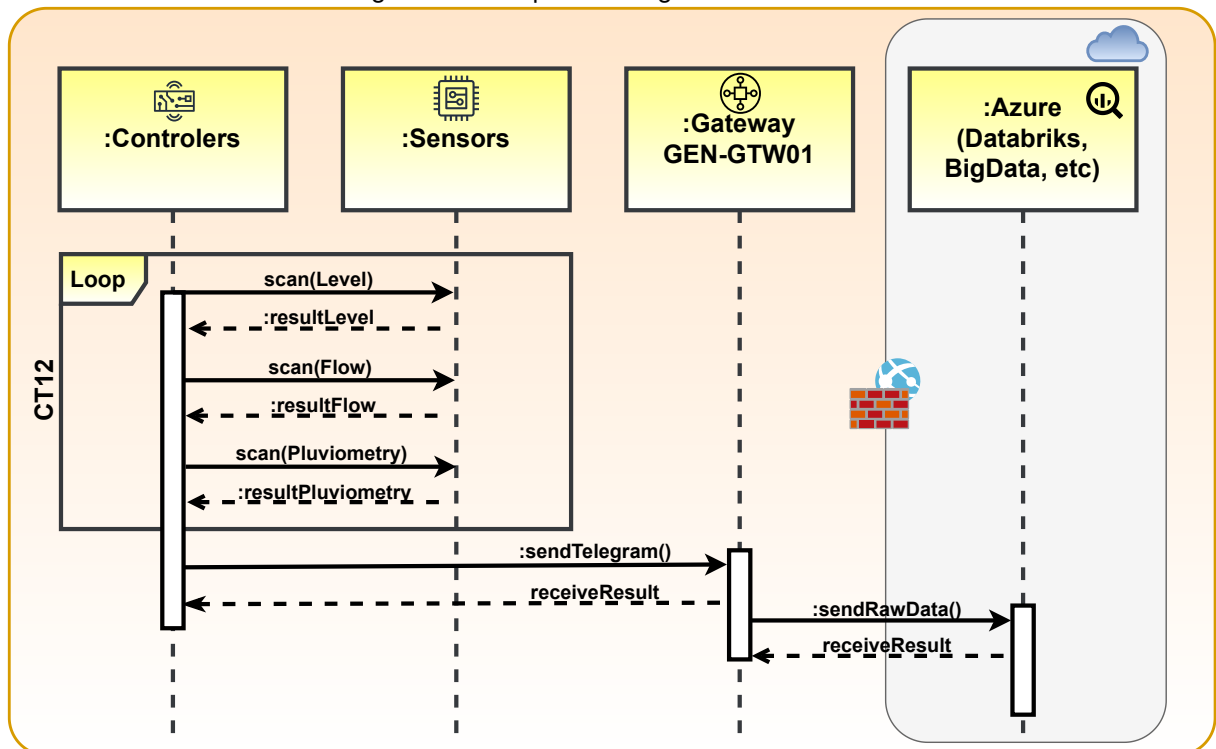 :Controlers
:Sensors
:Gateway
GEN-GTW01
:Azure
(Databriks,
BigData, etc)
Loop
CT12
scan(Level)
:resultLevel
scan(Flow)
:resultFlow
scan(Pluviometry)
:resultPluviometry
:sendTelegram()
receiveResult
:sendRawData()
receiveResult